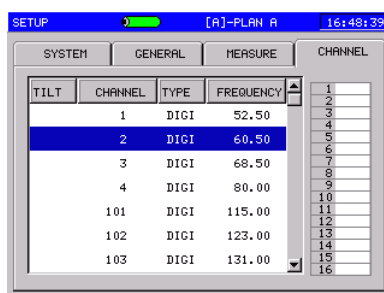 SETUP [A]-PLAN A 16:48:39
SYSTEM GENERAL MEASURE CHANNEL
TILT CHANNEL TYPE FREQUENCY
1 DIGI 52.50
2 DIGI 60.50
3 DIGI 68.50
4 DIGI 80.00
101 DIGI 115.00
102 DIGI 123.00
103 DIGI 131.00
1
2
3
4
5
6
7
8
9
10
11
12
13
14
15
16